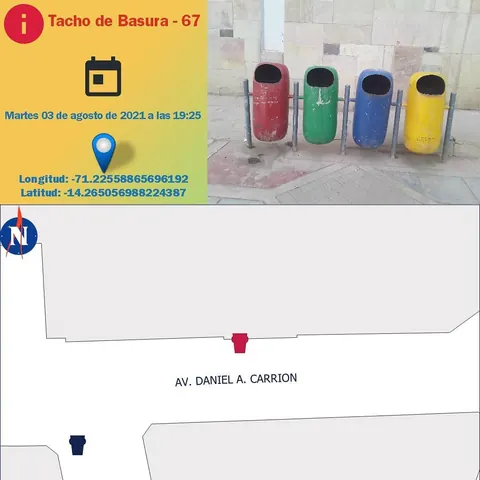 i
Tacho de Basura - 67
Martes 03 de agosto de 2021 a las 19:25
Longitud: -71.22558865696192
Latitud: -14.265056988224387
N
AV. DANIEL A. CARRION